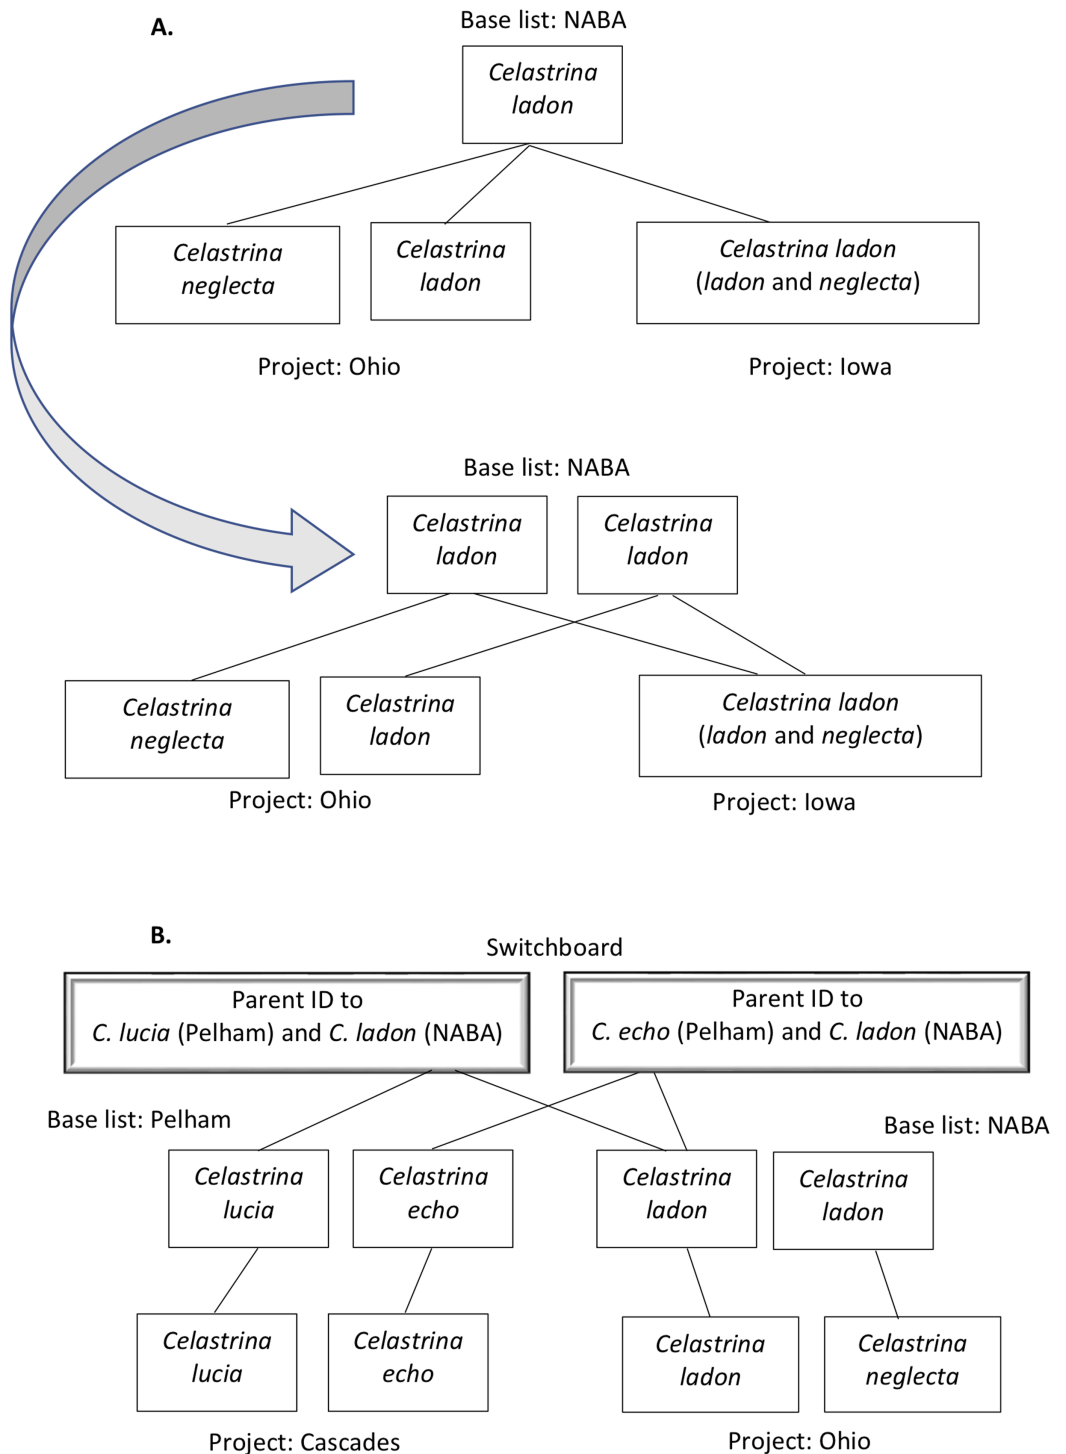 A.
Base list: NABA
Celastrina
ladon
Celastrina
neglecta
Celastrina
ladon
Celastrina ladon
(ladon and neglecta)
Project: Ohio
Project: Iowa
Base list: NABA
Celastrina
ladon
Celastrina
ladon
Celastrina
neglecta
Celastrina
ladon
Celastrina ladon
(ladon and neglecta)
Project: Ohio
Project: Iowa
B.
Switchboard
Parent ID to
C. lucia (Pelham) and C. ladon (NABA)
Parent ID to
C. echo (Pelham) and C. ladon (NABA)
Base list: Pelham
Base list: NABA
Celastrina
lucia
Celastrina
echo
Celastrina
ladon
Celastrina
ladon
Celastrina
lucia
Celastrina
echo
Celastrina
ladon
Celastrina
neglecta
Project: Cascades
Project: Ohio